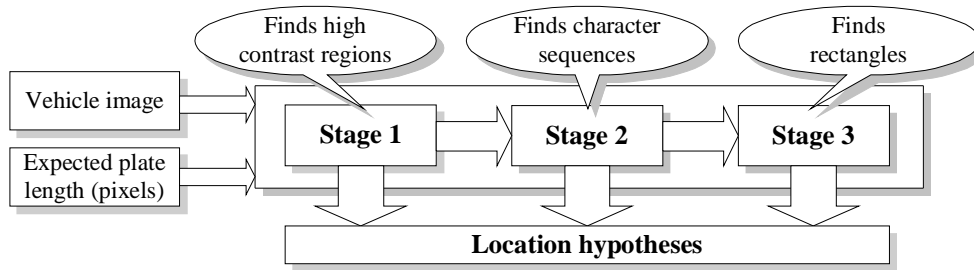 Finds high
contrast regions
Finds character
sequences
Finds
rectangles
Vehicle image
Expected plate
length (pixels)
Stage 1
Stage 2
Stage 3
Location hypotheses